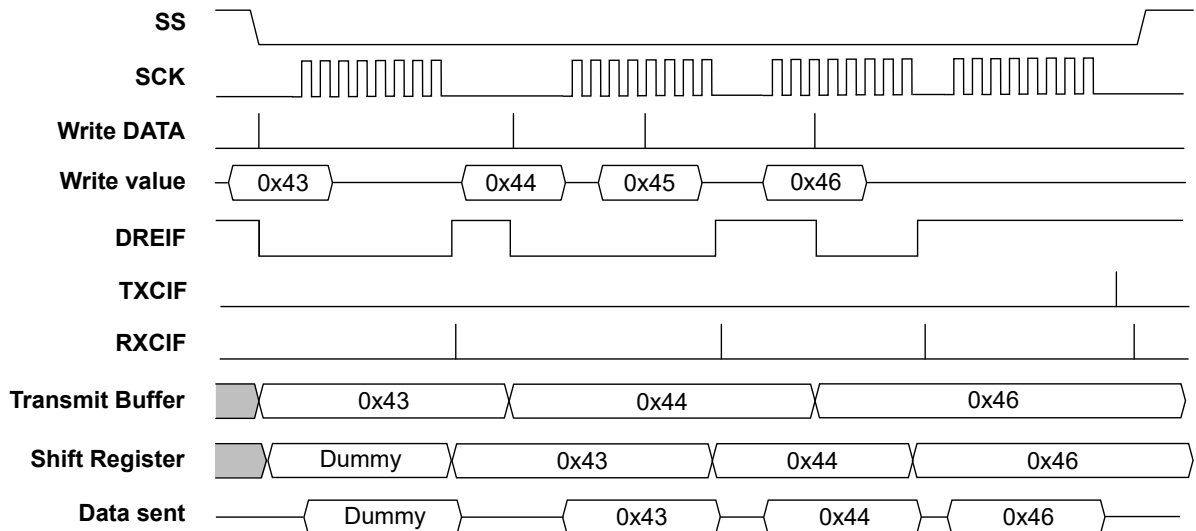 SS
SCK
Write DATA
Write value 0x43 0x44 0x45 0x46
DREIF
TXCIF
RXCIF
Transmit Buffer 0x43 0x44 0x46
Shift Register Dummy 0x43 0x44 0x46
Data sent Dummy 0x43 0x44 0x46